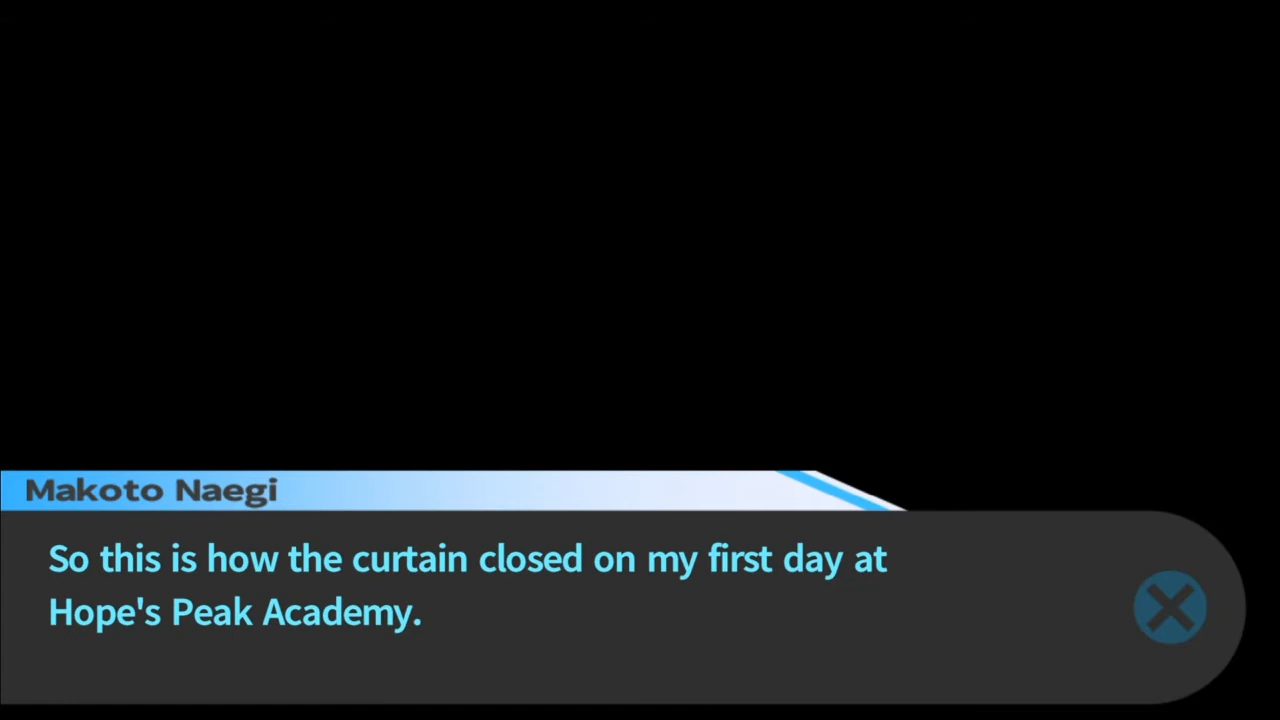 Makoto Naegi
So this is how the curtain closed on my first day at
Hope's Peak Academy.